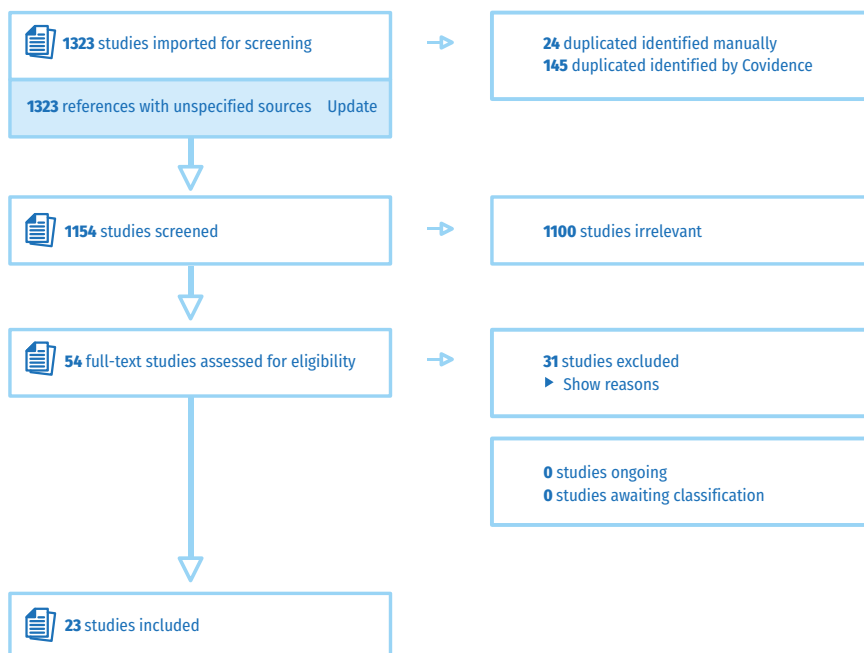 1323 studies imported for screening
24 duplicated identified manually
145 duplicated identified by Covidence
1323 references with unspecified sources Update
1154 studies screened
1100 studies irrelevant
54 full-text studies assessed for eligibility
31 studies excluded
Show reasons
0 studies ongoing
0 studies awaiting classification
23 studies included